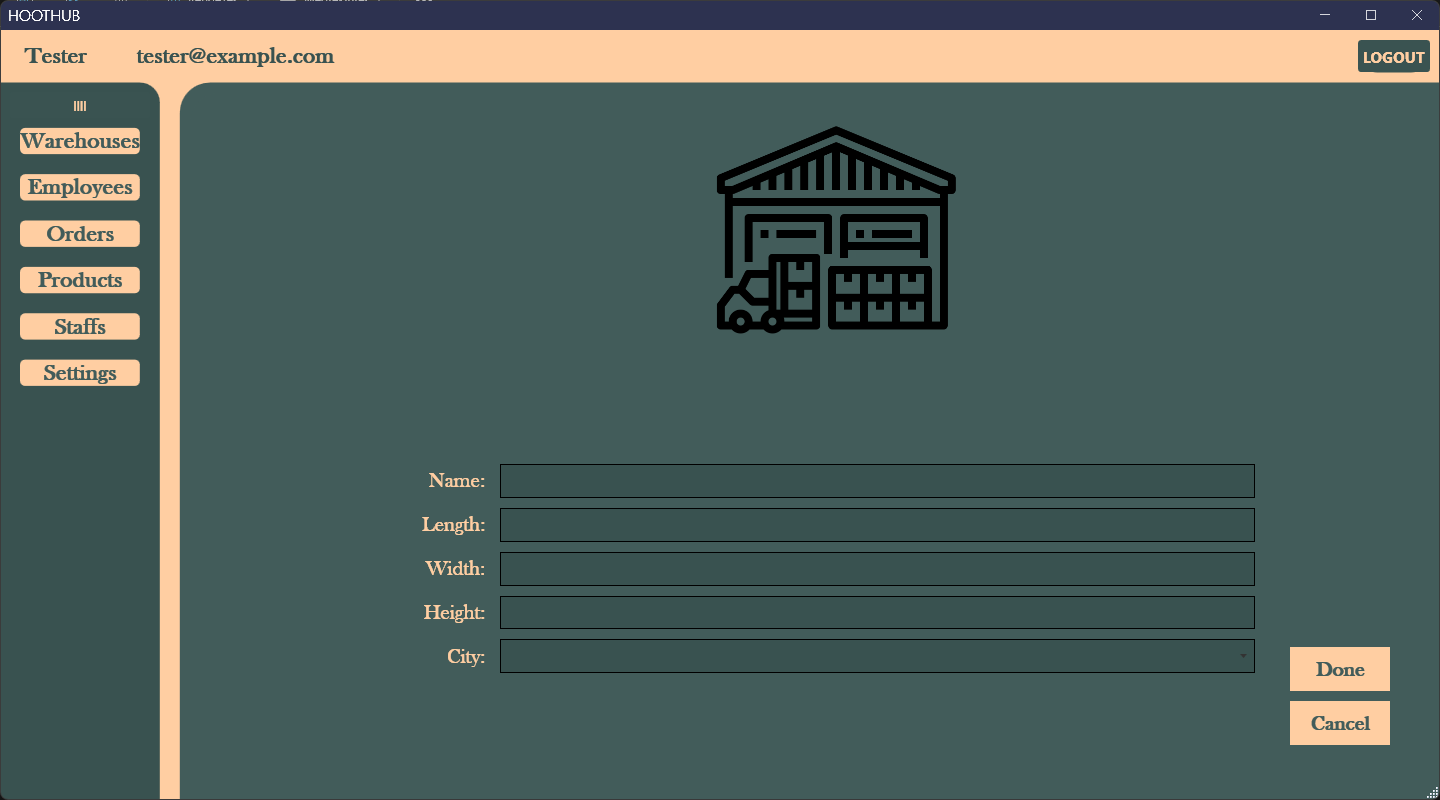 HOOTHUB
Tester tester@example.com LOGOUT
Warehouses
Employees
Orders
Products
Staffs
Settings
Name:
Length:
Width:
Height:
City:
Done
Cancel